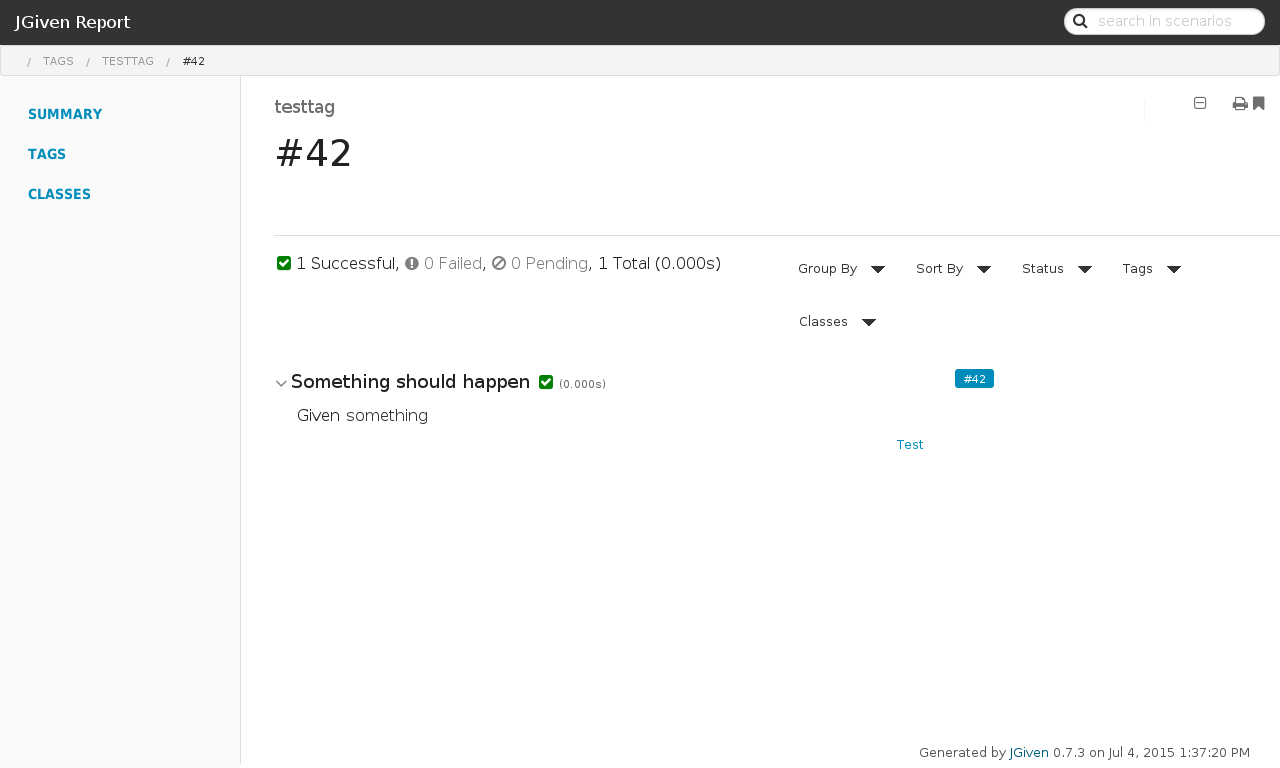 JGiven Report
search in scenarios
/ TAGS / TESTTAG / #42
SUMMARY
TAGS
CLASSES
testtag
#42
1 Successful, 0 Failed, 0 Pending, 1 Total (0.000s)
Group By Sort By Status Tags
Classes
Something should happen (0.000s) #42
Given something
Test
Generated by JGiven 0.7.3 on Jul 4, 2015 1:37:20 PM